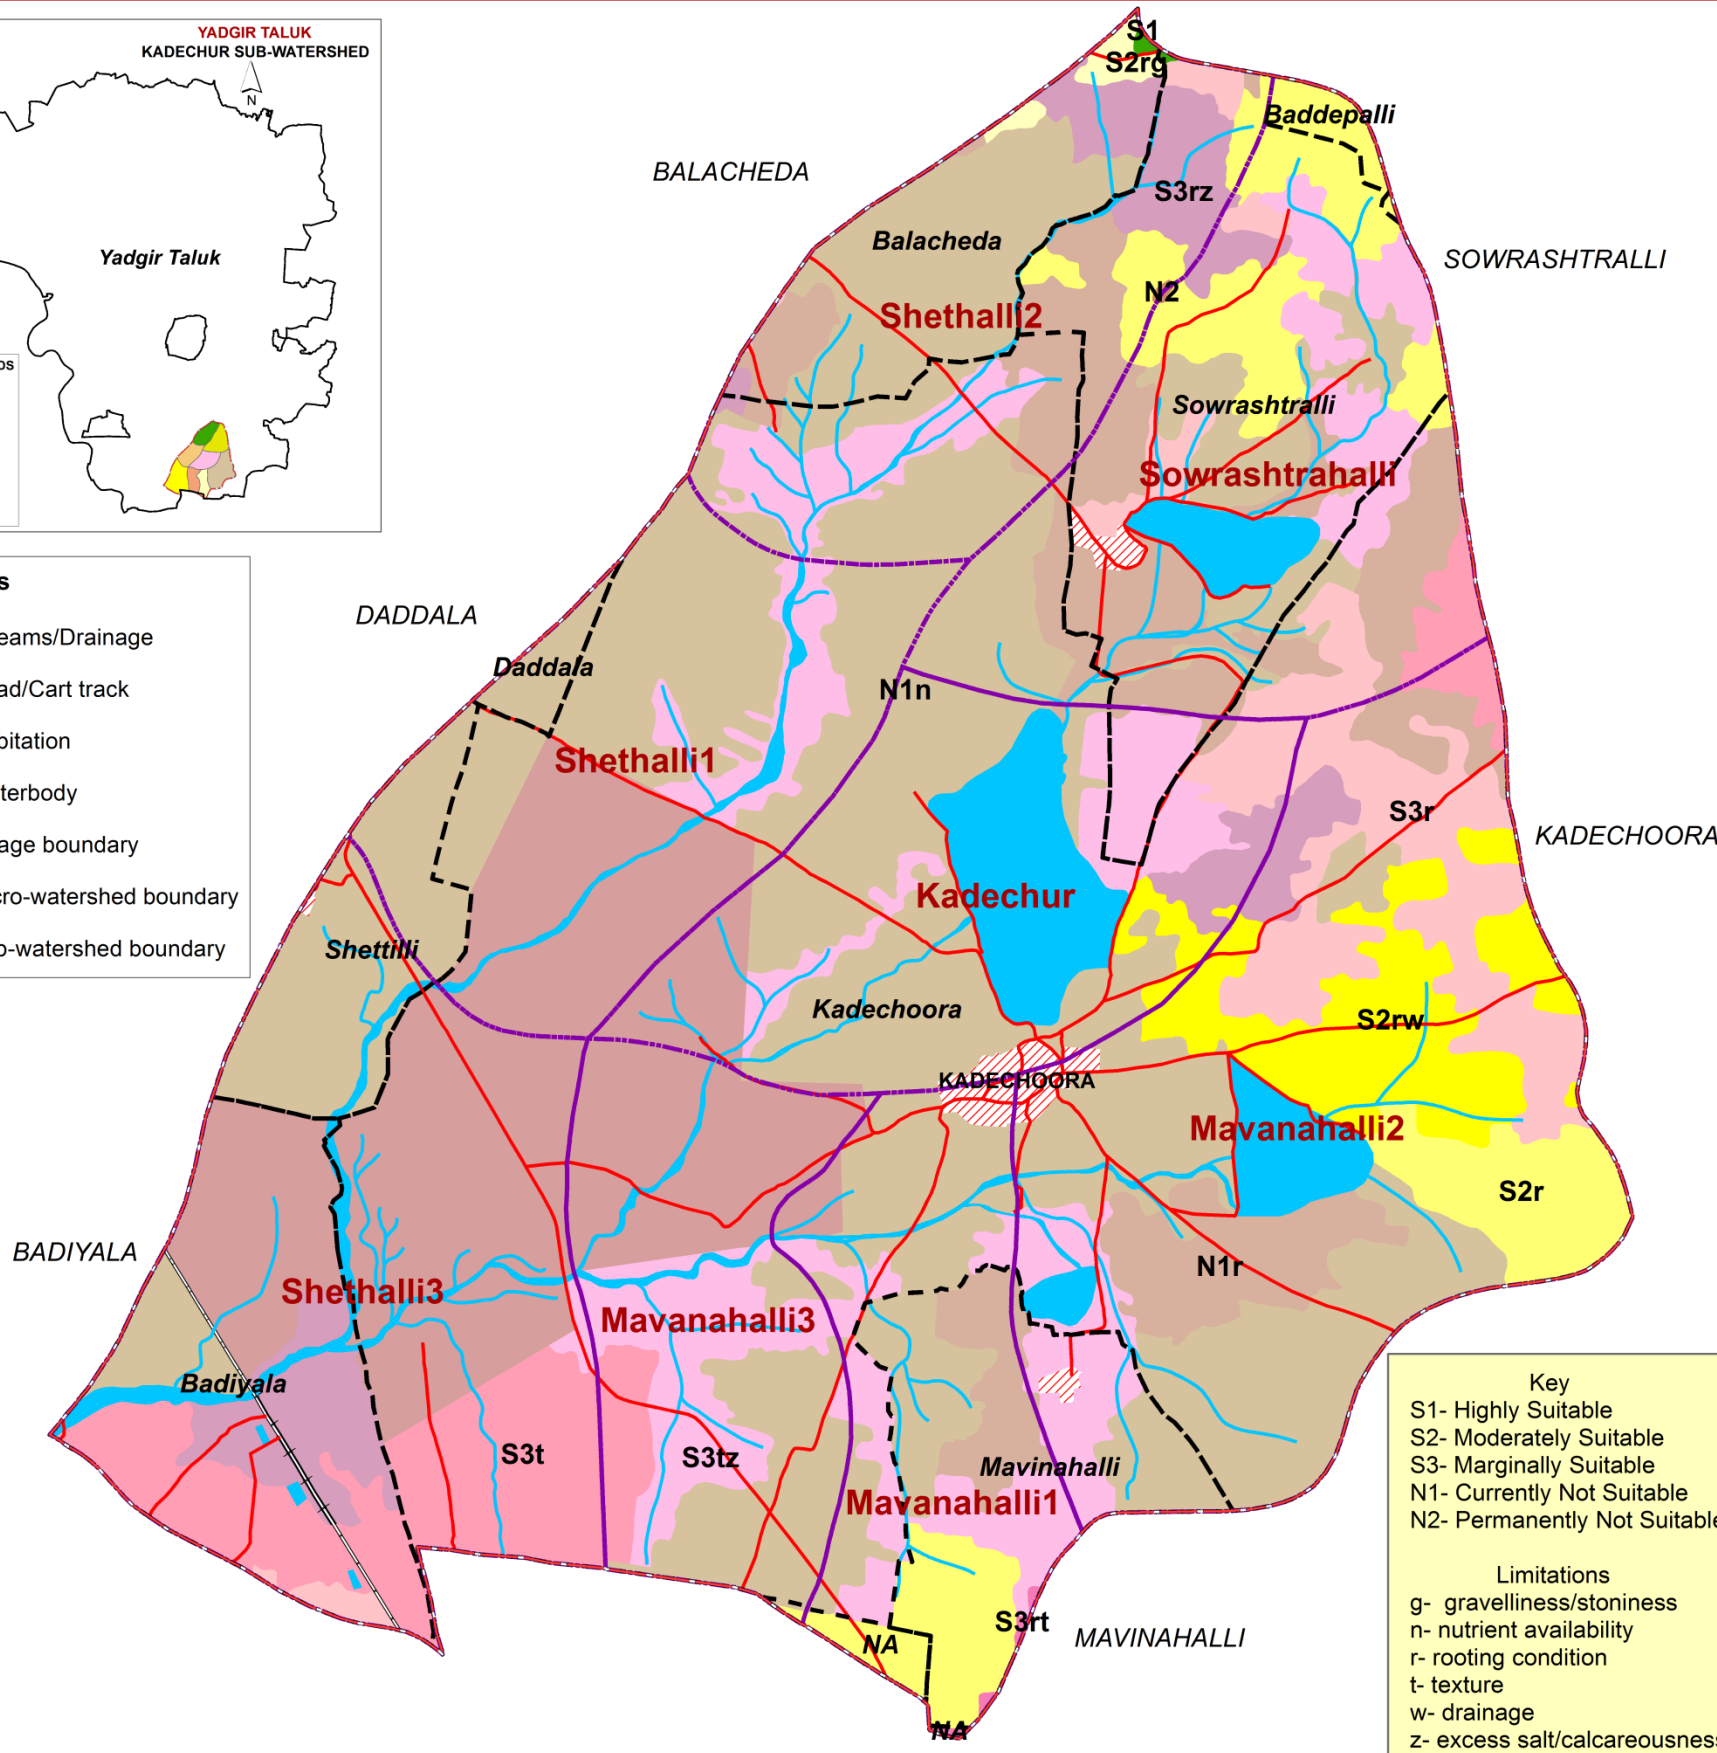 YADGIR TALUK
KADECHUR SUB-WATERSHED
N
Yadgir Taluk
eams/Drainage
ad/Cart track
bitation
terbody
age boundary
cro-watershed boundary
b-watershed boundary
S1
S2rg
Baddepalli
BALACHEDA
S3rz
Balacheda
SOWRASHTRALLI
N2
Shethalli2
Sowrashtralli
Sowrashtrahalli
DADDALA
Daddala
N1n
Shethalli1
S3r
KADECHOORA
Kadechur
Shettilli
Kadechoora
S2rw
KADECHOORA
Mavanahalli2
S2r
BADIYALA
N1r
Shethalli3
Mavanahalli3
Badiyala
S3t
S3tz
Mavinahalli
Mavanahalli1
S3rt
MAVINAHALLI
NA
NA
Key
S1- Highly Suitable
S2- Moderately Suitable
S3- Marginally Suitable
N1- Currently Not Suitable
N2- Permanently Not Suitable
Limitations
g- gravelliness/stoniness
n- nutrient availability
r- rooting condition
t- texture
w- drainage
z- excess salt/calcareousness